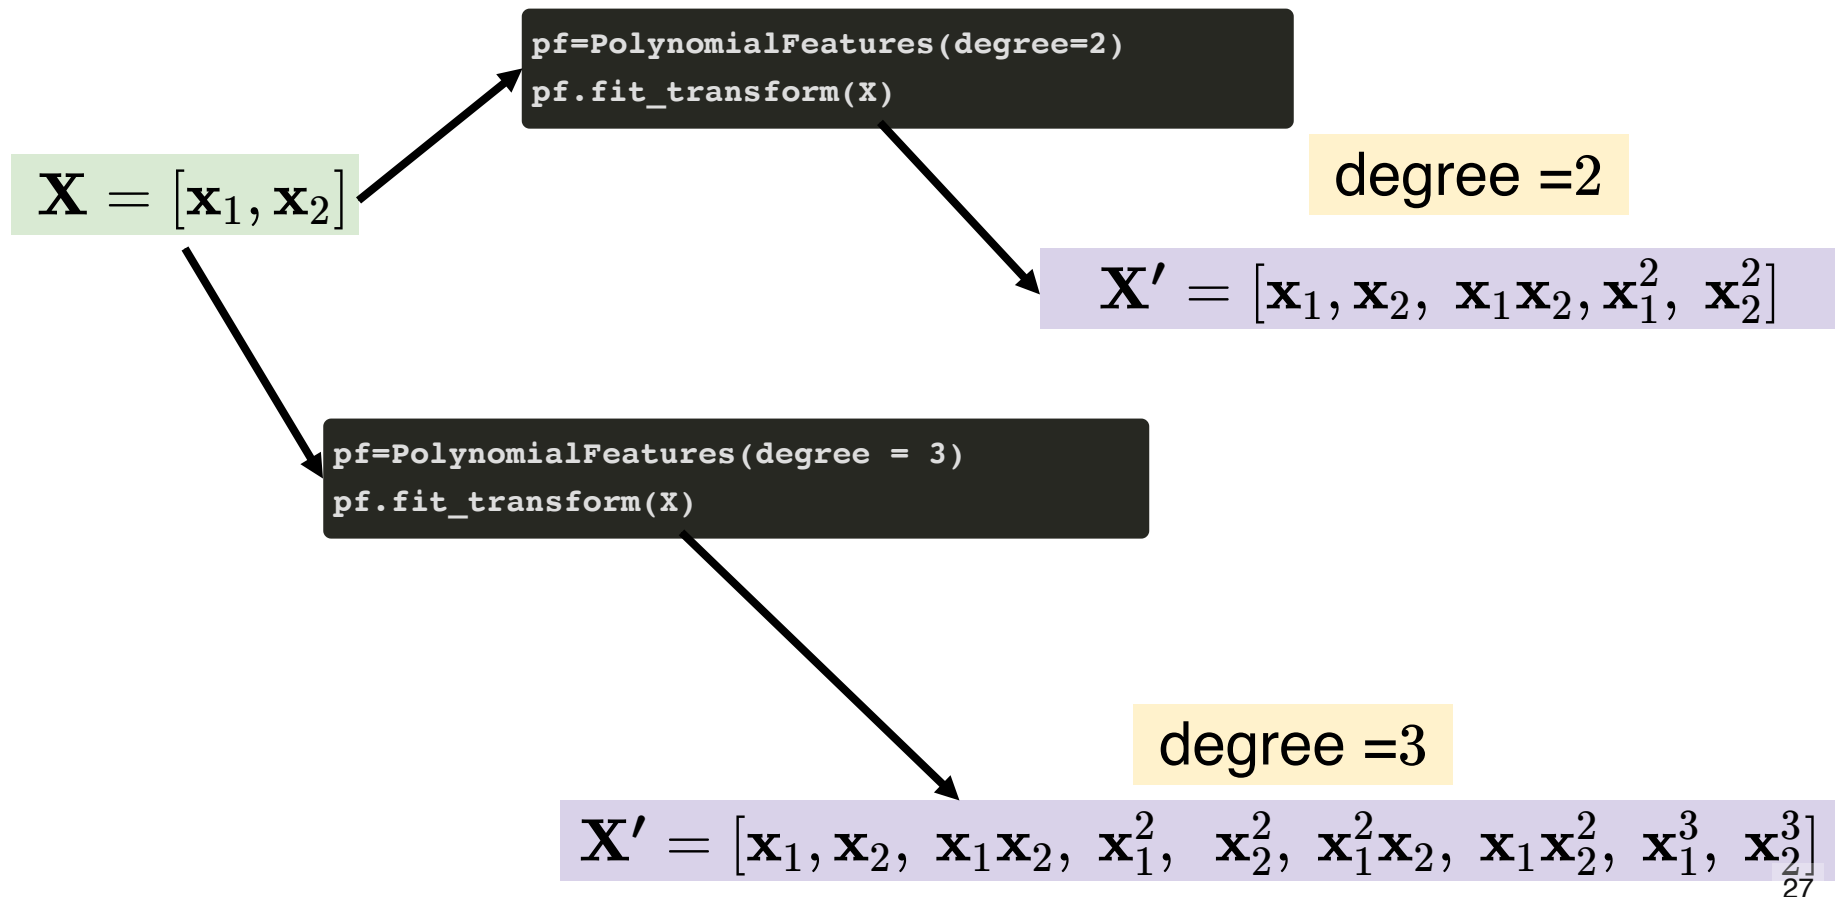 pf=PolynomialFeatures(degree=2)
pf.fit_transform(X)
degree =2
X = [x₁, x₂]
X′ = [x₁, x₂, x₁x₂, x₁², x₂²]
pf=PolynomialFeatures(degree = 3)
pf.fit_transform(X)
degree =3
X′ = [x₁, x₂, x₁x₂, x₁², x₂², x₁²x₂, x₁x₂², x₁³, x₂³]
27